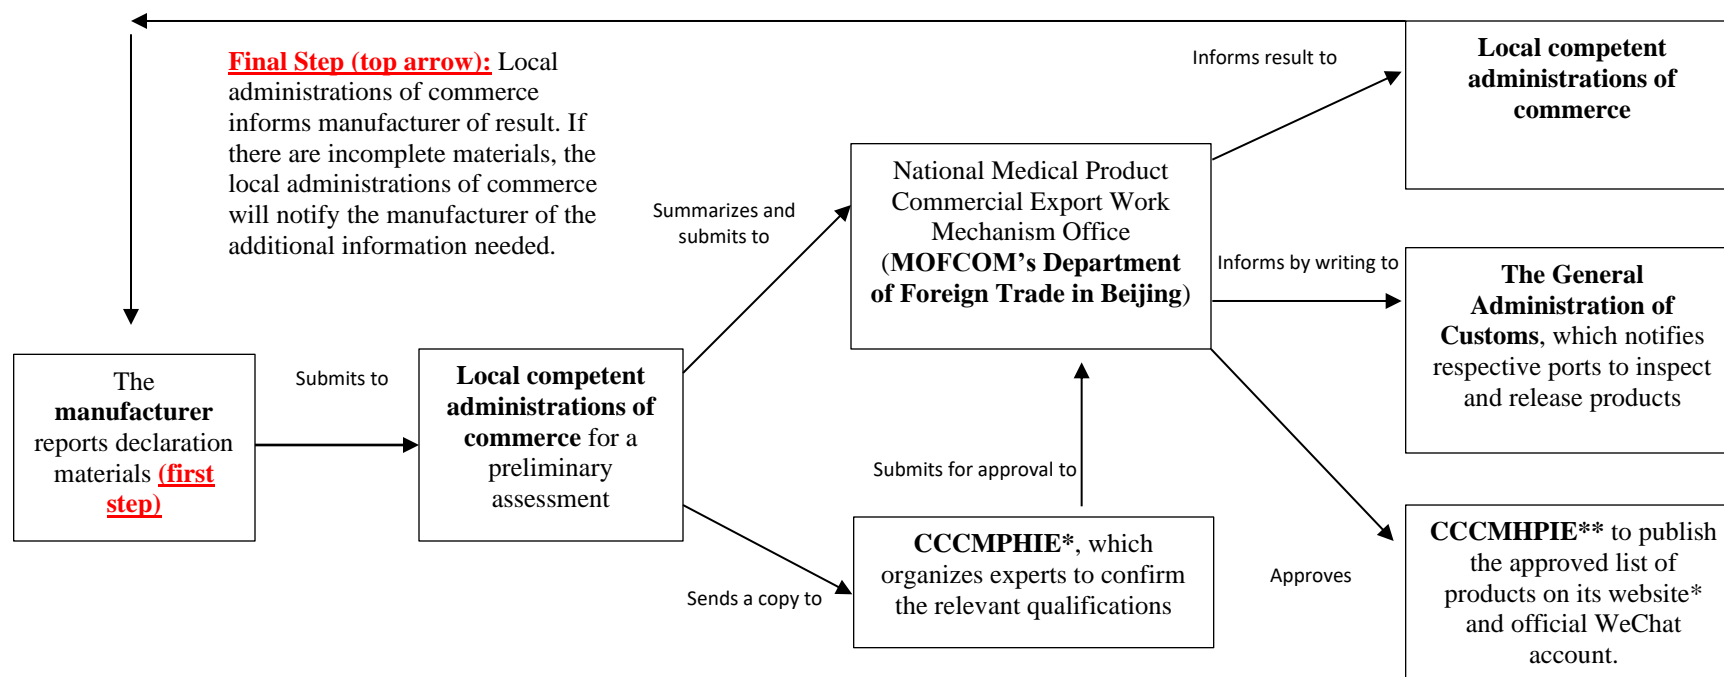 Final Step (top arrow): Local
administrations of commerce
informs manufacturer of result. If
there are incomplete materials, the
local administrations of commerce
will notify the manufacturer of the
additional information needed.
The
manufacturer
reports declaration
materials (first
step)
Submits to
Local competent
administrations of
commerce for a
preliminary
assessment
Summarizes and
submits to
Sends a copy to
National Medical Product
Commercial Export Work
Mechanism Office
(MOFCOM’s Department
of Foreign Trade in Beijing)
Submits for approval to
CCCMPHIE*, which
organizes experts to confirm
the relevant qualifications
Informs result to
Local competent
administrations of
commerce
Informs by writing to
The General
Administration of
Customs, which notifies
respective ports to inspect
and release products
Approves
CCCMHPIE** to publish
the approved list of
products on its website*
and official WeChat
account.